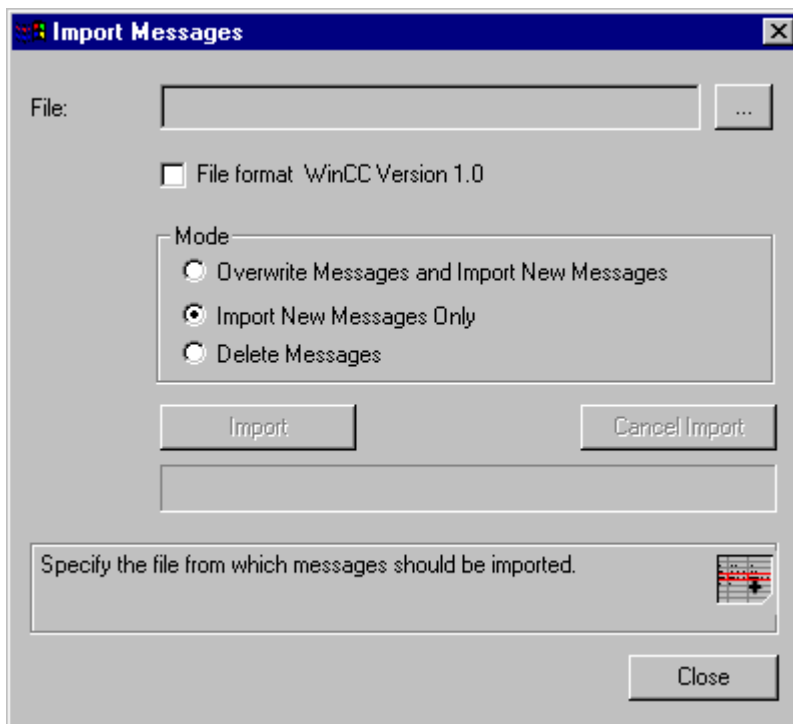 Import Messages
File:
...
File format  WinCC Version 1.0
Mode
Overwrite Messages and Import New Messages
Import New Messages Only
Delete Messages
Import
Cancel Import
Specify the file from which messages should be imported.
Close